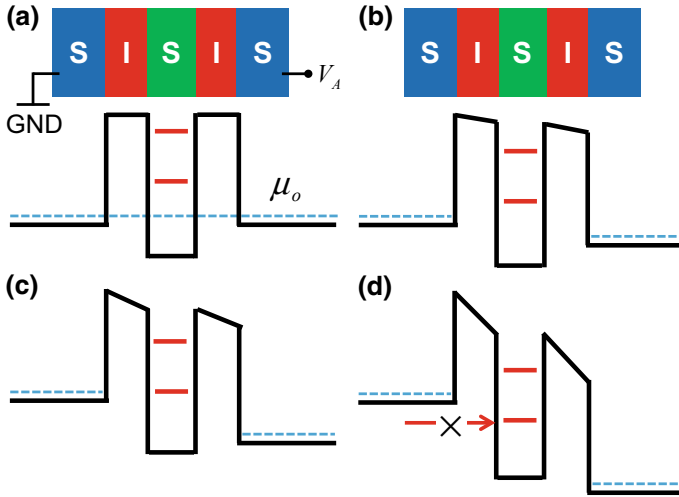 (a)
S I S I S
V_A
GND
μ_o
(b)
S I S I S
(c)
(d)